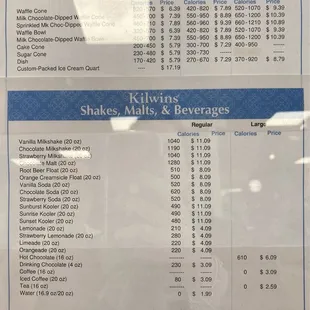 Price Calories Price Calories Price
Waffle Cone $ 6.39 420-820 $ 7.89 520-1070 $ 9.39
Milk Chocolate-Dipped Waffle Cone $ 7.39 550-950 $ 8.89 650-1200 $ 10.39
Sprinkled Milk Choc-Dipped $ 7.89 550-960 $ 9.39 $ 10.89
Waffle Bowl $ 6.39 $ 7.89 520-1070 $ 9.39
Milk Chocolate-Dipped Waffle Bowl $ 7.39 550-950 $ 8.89 650-1200 $ 10.39
Cake Cone 200-450 $ 5.79 300-700 $ 7.29 400-950 ------
Sugar Cone 230-480 $ 5.79 330-730 ------
Dish 170-420 $ 5.79 270-670 $ 7.29 370-920 $ 8.79
Custom-Packed Ice Cream Quart ---- $ 17.19
Kilwins
Shakes, Malts, & Beverages
Regular Large
Calories Price Calories Price
Vanilla Milkshake (20 oz) 1040 $ 11.09
Chocolate Milkshake (20 oz) 1190 $ 11.09
Strawberry Milkshake (20 oz) 1040 $ 11.09
Malt (20 oz) 1280 $ 11.09
Root Beer Float (20 oz) 510 $ 8.09
Orange Creamsicle Float (20 oz) 500 $ 8.09
Vanilla Soda (20 oz) 520 $ 8.09
Chocolate Soda (20 oz) 620 $ 8.09
Strawberry Soda (20 oz) 520 $ 8.09
Sunburst Kooler (20 oz) 490 $ 11.09
Sunrise Kooler (20 oz) 490 $ 11.09
Sunset Kooler (20 oz) 480 $ 11.09
Lemonade (20 oz) 210 $ 4.09
Strawberry Lemonade (20 oz) 280 $ 4.09
Limeade (20 oz) 220 $ 4.09
Orangeade (20 oz) 220 $ 4.09
Hot Chocolate (16 oz) ------ ------ 610 $ 6.09
Drinking Chocolate (4 oz) 230 $ 3.09
Coffee (16 oz) ------ ------ 0 $ 3.09
Iced Coffee (20 oz) 80 $ 3.09
Tea (16 oz) ------ ------ 0 $ 2.59
Water (16.9 oz/20 oz) 0 $ 1.90